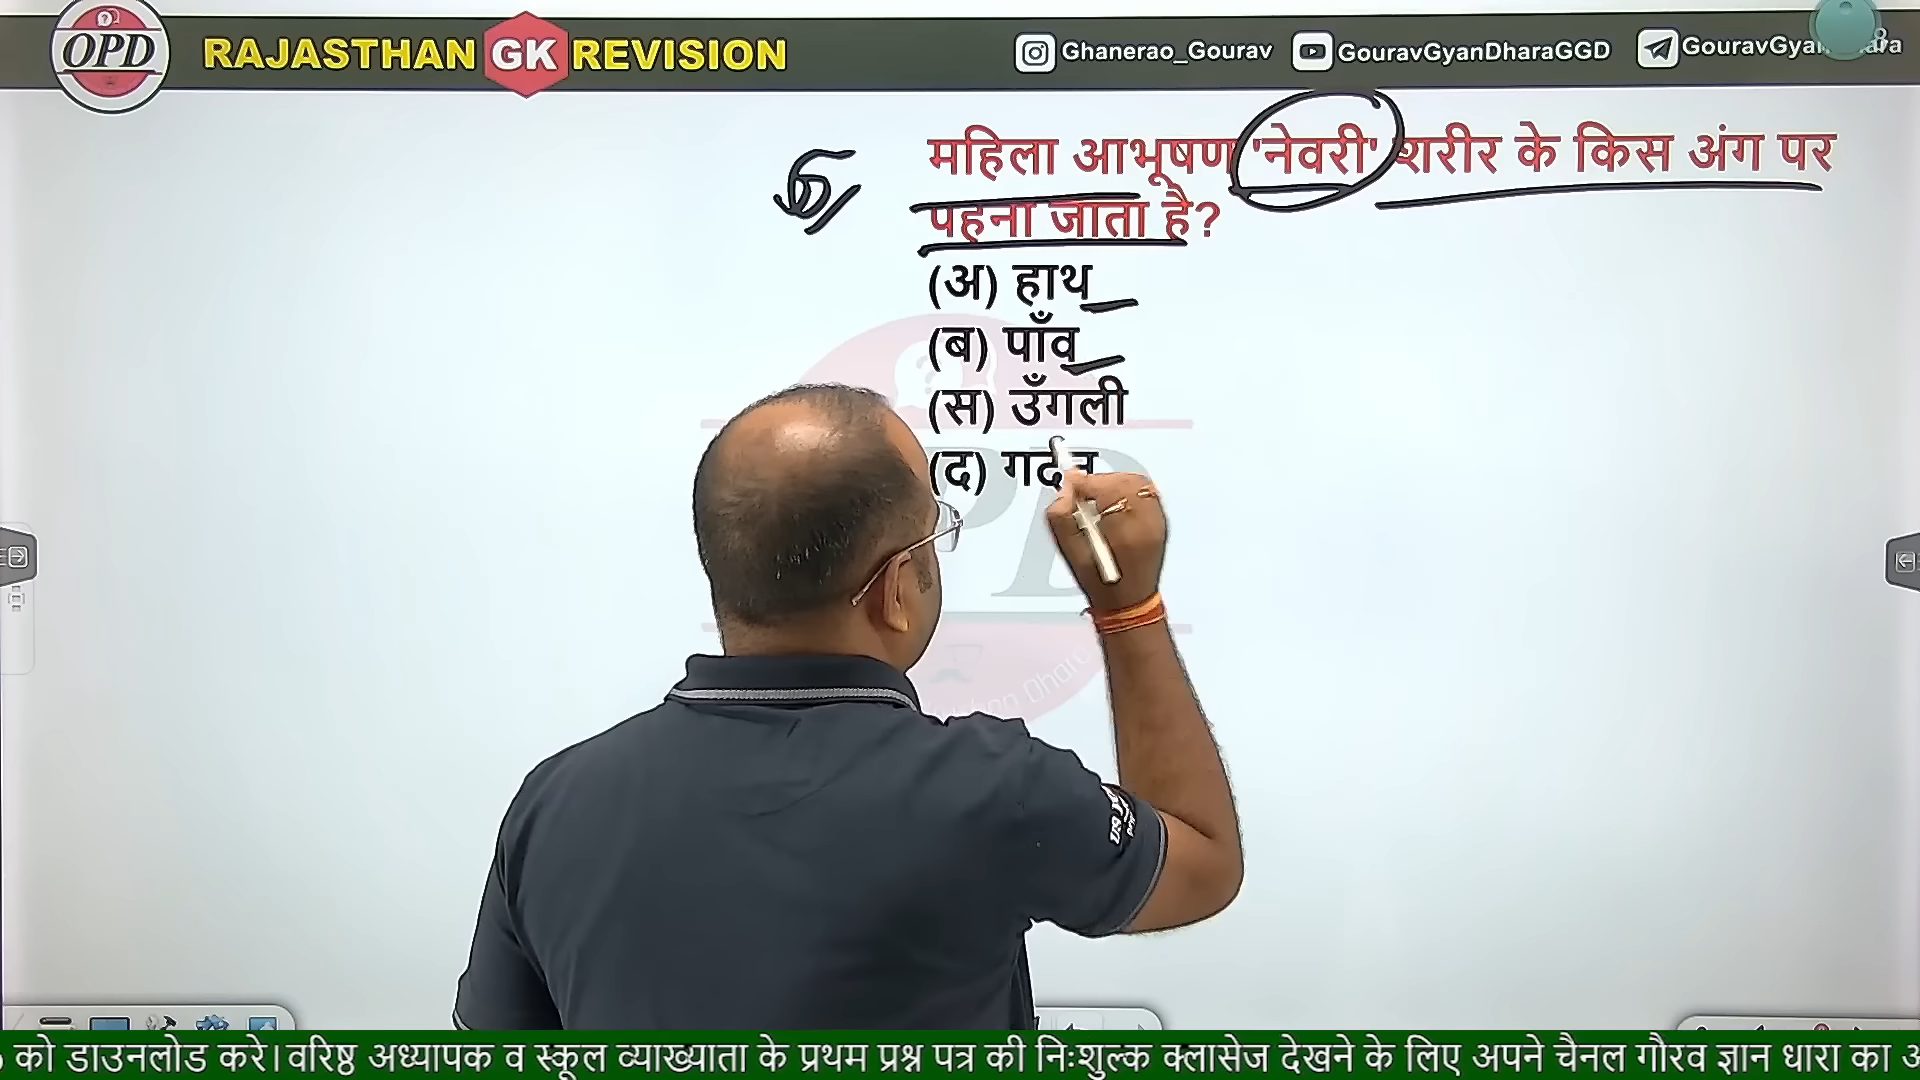 OPD RAJASTHAN GK REVISION Ghanerao_Gourav GouravGyanDharaGGD
महिला आभूषण 'नेवरी' शरीर के किस अंग पर
पहना जाता है?
(अ) हाथ
(ब) पाँव
(स) उँगली
(द) गर्दन
को डाउनलोड करे।वरिष्ठ अध्यापक व स्कूल व्याख्याता के प्रथम प्रश्न पत्र की निःशुल्क क्लासेज देखने के लिए अपने चैनल गौरव ज्ञान धारा का